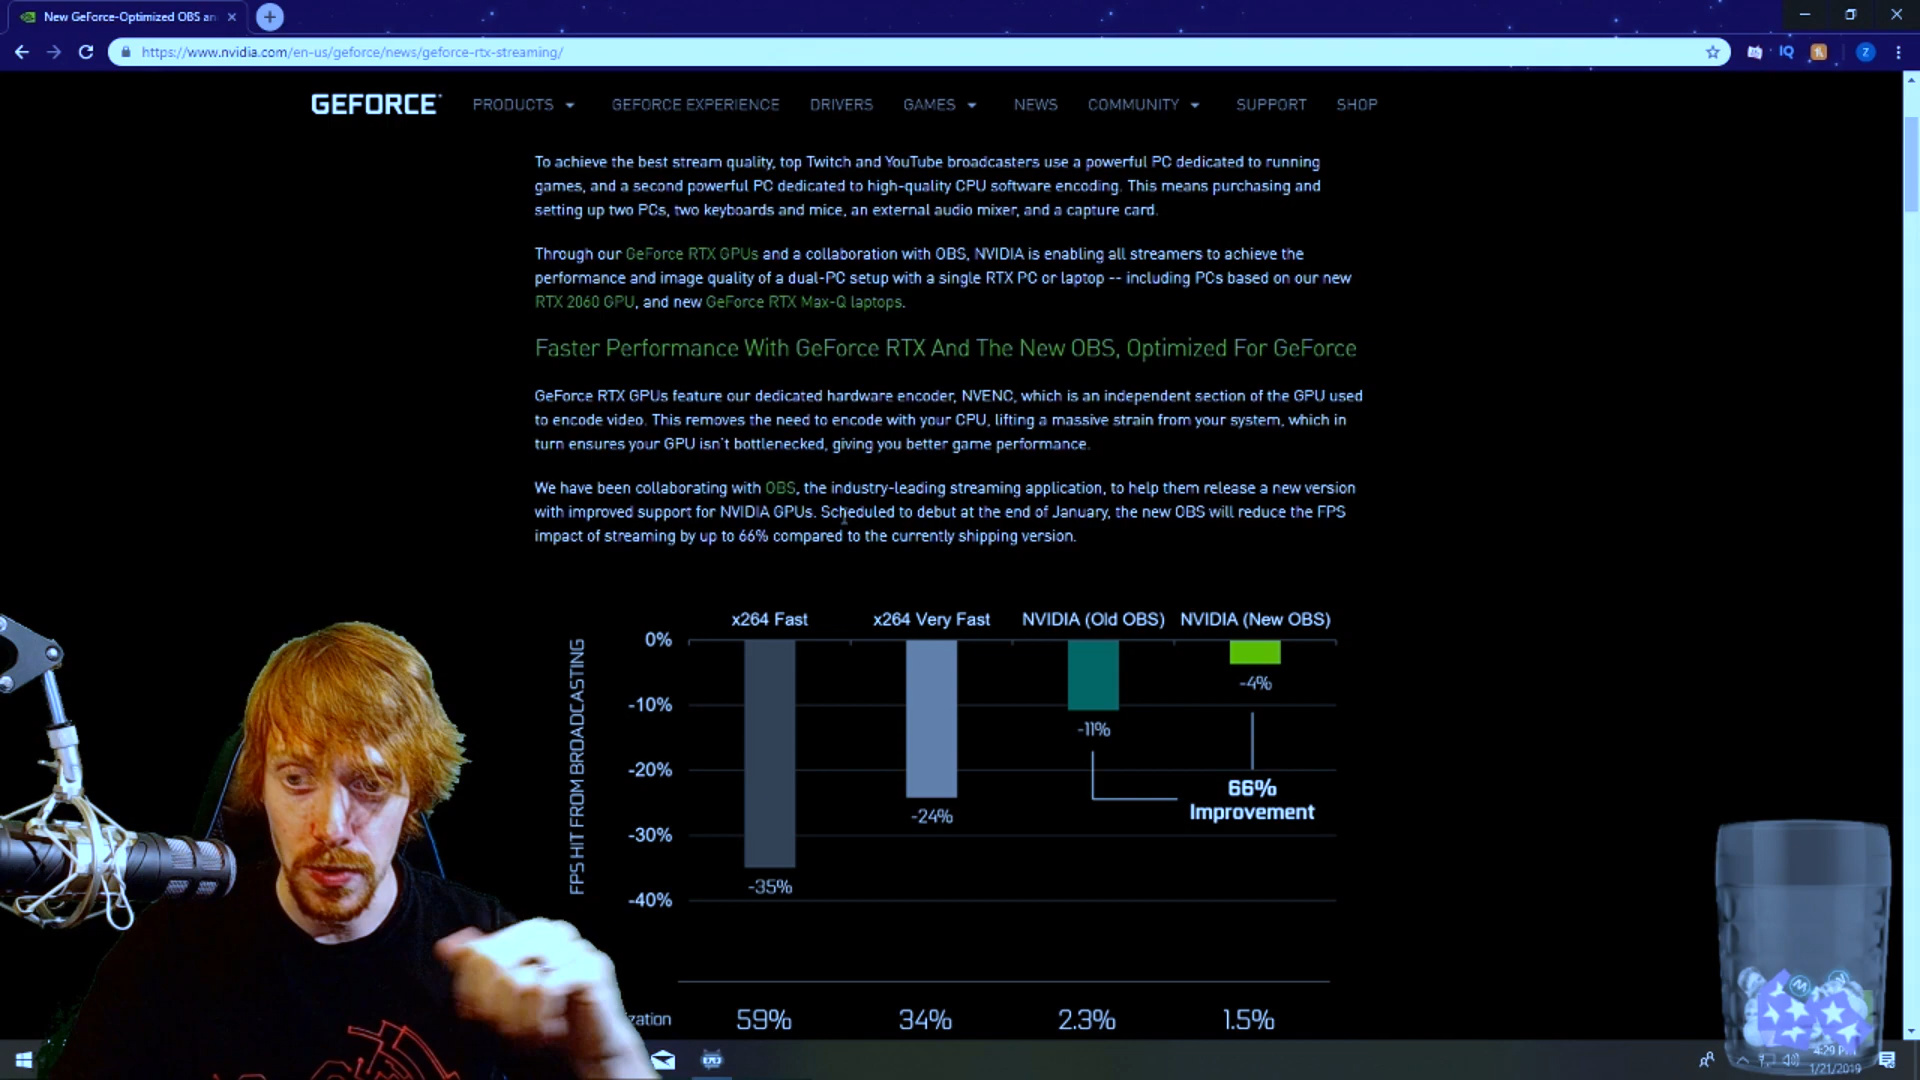 New GeForce-Optimized OBS an
https://www.nvidia.com/en-us/geforce/news/geforce-rtx-streaming/
IQ
Z
GEFORCE PRODUCTS GEFORCE EXPERIENCE DRIVERS GAMES NEWS COMMUNITY SUPPORT SHOP
To achieve the best stream quality, top Twitch and YouTube broadcasters use a powerful PC dedicated to running
games, and a second powerful PC dedicated to high-quality CPU software encoding. This means purchasing and
setting up two PCs, two keyboards and mice, an external audio mixer, and a capture card.
Through our GeForce RTX GPUs and a collaboration with OBS, NVIDIA is enabling all streamers to achieve the
performance and image quality of a dual-PC setup with a single RTX PC or laptop -- including PCs based on our new
RTX 2060 GPU, and new GeForce RTX Max-Q laptops.
Faster Performance With GeForce RTX And The New OBS, Optimized For GeForce
GeForce RTX GPUs feature our dedicated hardware encoder, NVENC, which is an independent section of the GPU used
to encode video. This removes the need to encode with your CPU, lifting a massive strain from your system, which in
turn ensures your GPU isn't bottlenecked, giving you better game performance.
We have been collaborating with OBS, the industry-leading streaming application, to help them release a new version
with improved support for NVIDIA GPUs. Scheduled to debut at the end of January, the new OBS will reduce the FPS
impact of streaming by up to 66% compared to the currently shipping version.
x264 Fast x264 Very Fast NVIDIA (Old OBS) NVIDIA (New OBS)
FPS HIT FROM BROADCASTING
0%
-10%
-20%
-30%
-40%
-35%
-24%
-11%
-4%
66%
Improvement
zation 59% 34% 2.3% 1.5%
4:29 P
1/21/2019